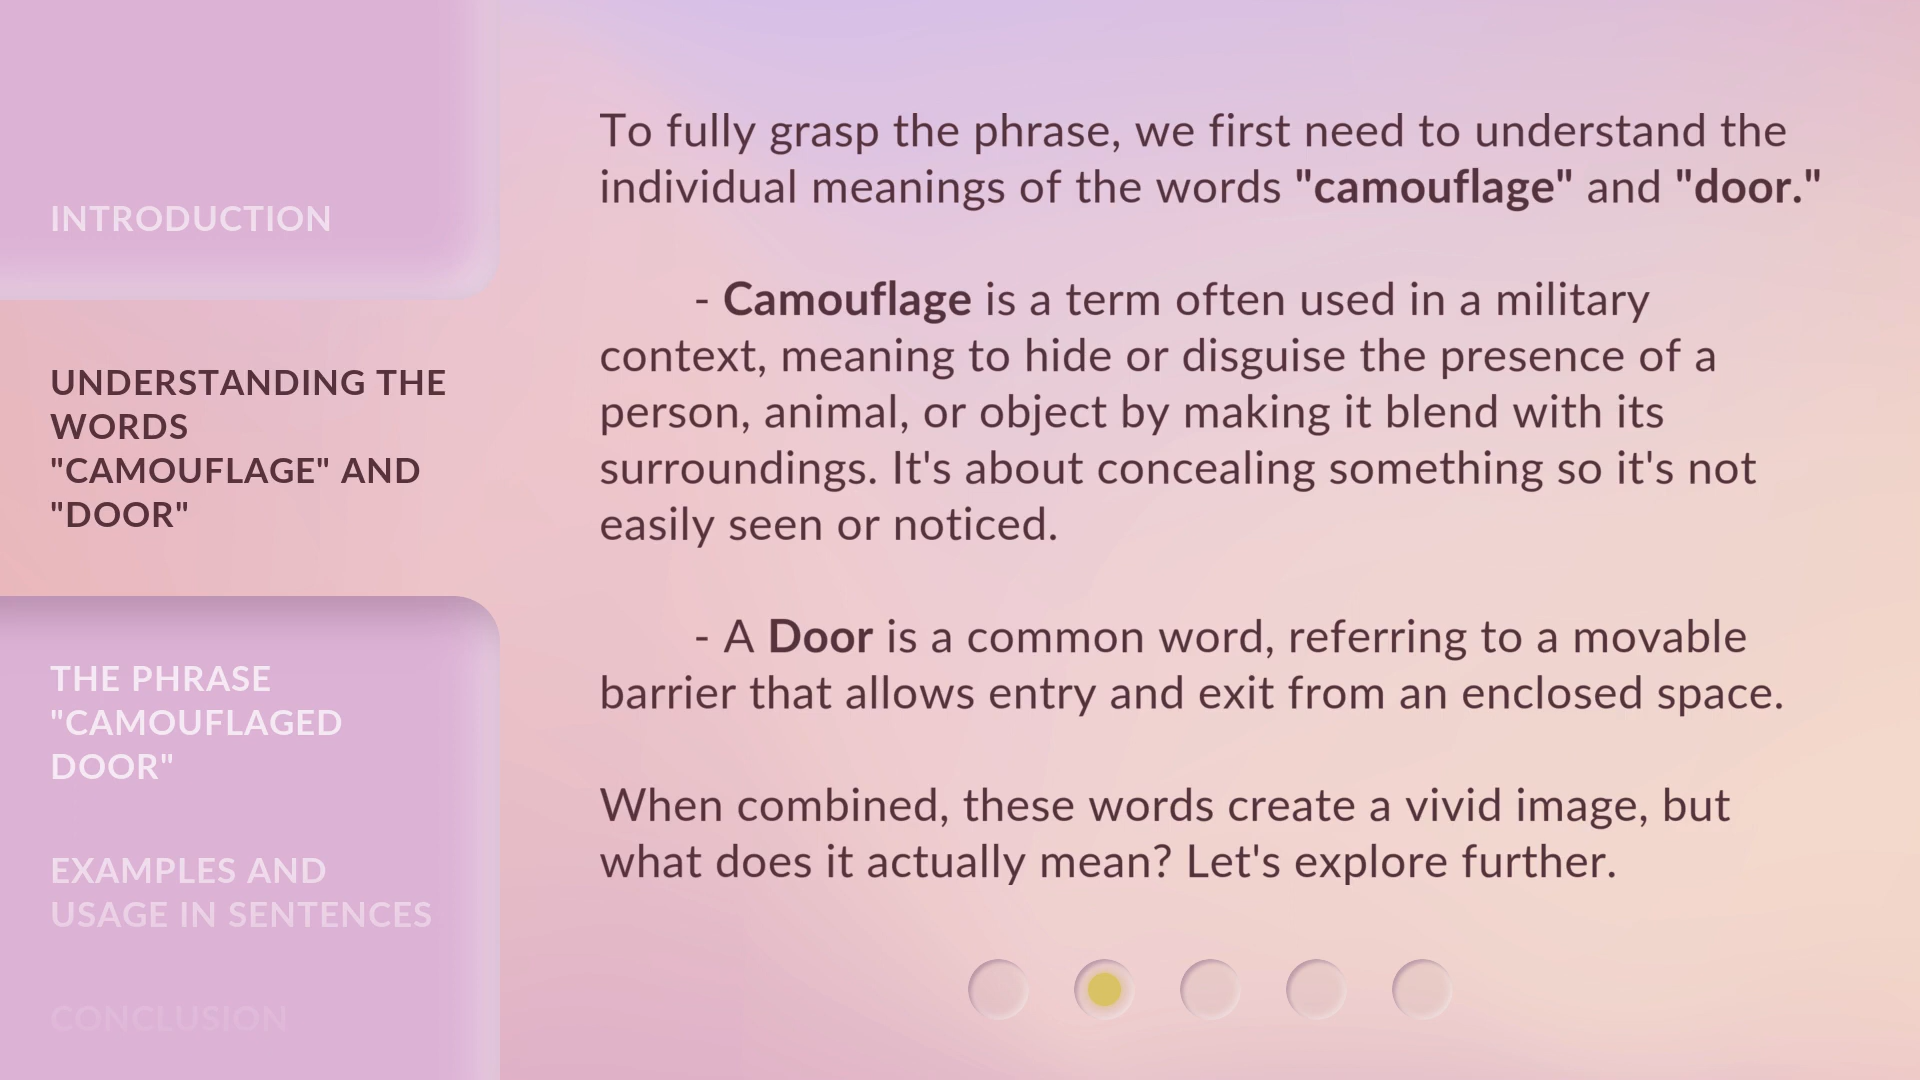 INTRODUCTION
UNDERSTANDING THE
WORDS
"CAMOUFLAGE" AND
"DOOR"
THE PHRASE
"CAMOUFLAGED
DOOR"
EXAMPLES AND
USAGE IN SENTENCES
CONCLUSION
To fully grasp the phrase, we first need to understand the
individual meanings of the words "camouflage" and "door."
- Camouflage is a term often used in a military
context, meaning to hide or disguise the presence of a
person, animal, or object by making it blend with its
surroundings. It's about concealing something so it's not
easily seen or noticed.
- A Door is a common word, referring to a movable
barrier that allows entry and exit from an enclosed space.
When combined, these words create a vivid image, but
what does it actually mean? Let's explore further.